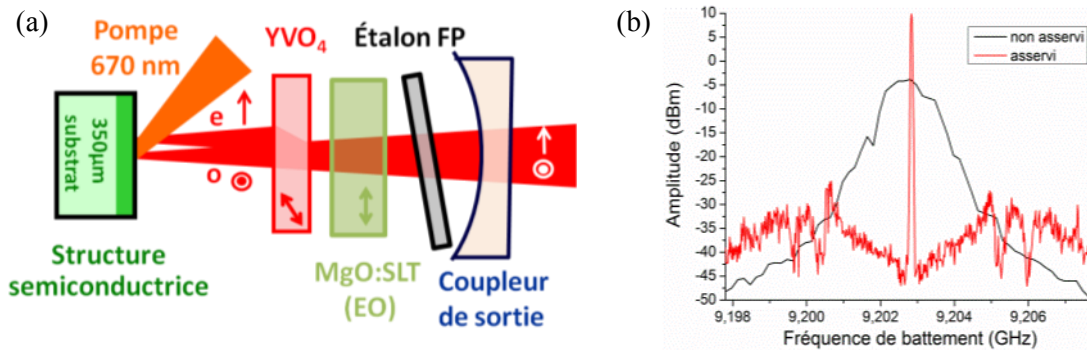 (a)
Pompe
670 nm
YVO₄
Étalon FP
e
o
350µm
substrat
MgO:SLT
(EO)
Structure
semiconductrice
Coupleur
de sortie
(b)
non asservi
asservi
Amplitude (dBm)
10
5
0
-5
-10
-15
-20
-25
-30
-35
-40
-45
-50
9,198
9,200
9,202
9,204
9,206
Fréquence de battement (GHz)